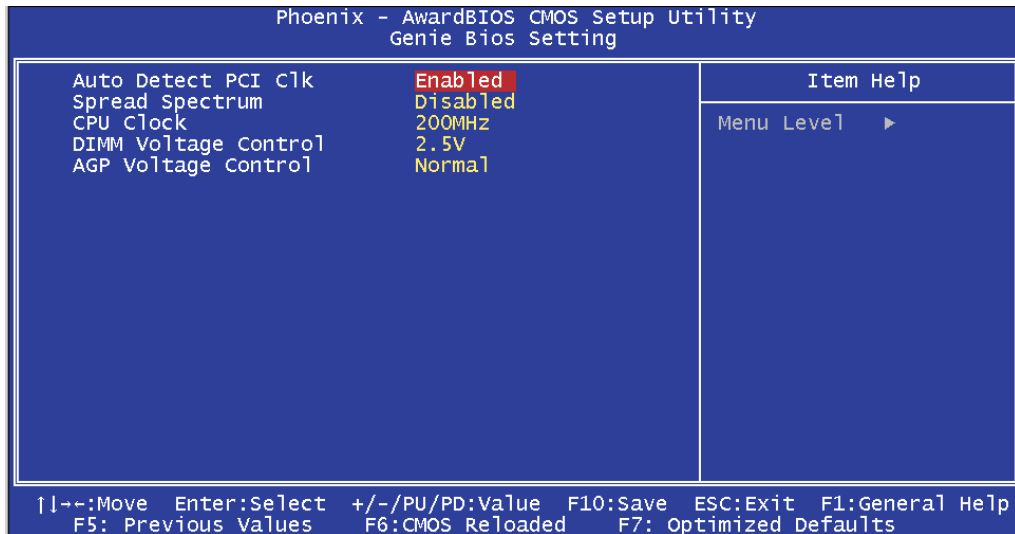 Phoenix - AwardBIOS CMOS Setup Utility
Genie Bios Setting
Auto Detect PCI Clk Enabled
Spread Spectrum Disabled
CPU Clock 200MHz
DIMM Voltage Control 2.5V
AGP Voltage Control Normal
Item Help
Menu Level ►
↑↓→←:Move Enter:Select +/-/PU/PD:Value F10:Save ESC:Exit F1:General Help
F5: Previous Values F6:CMOS Reloaded F7: Optimized Defaults